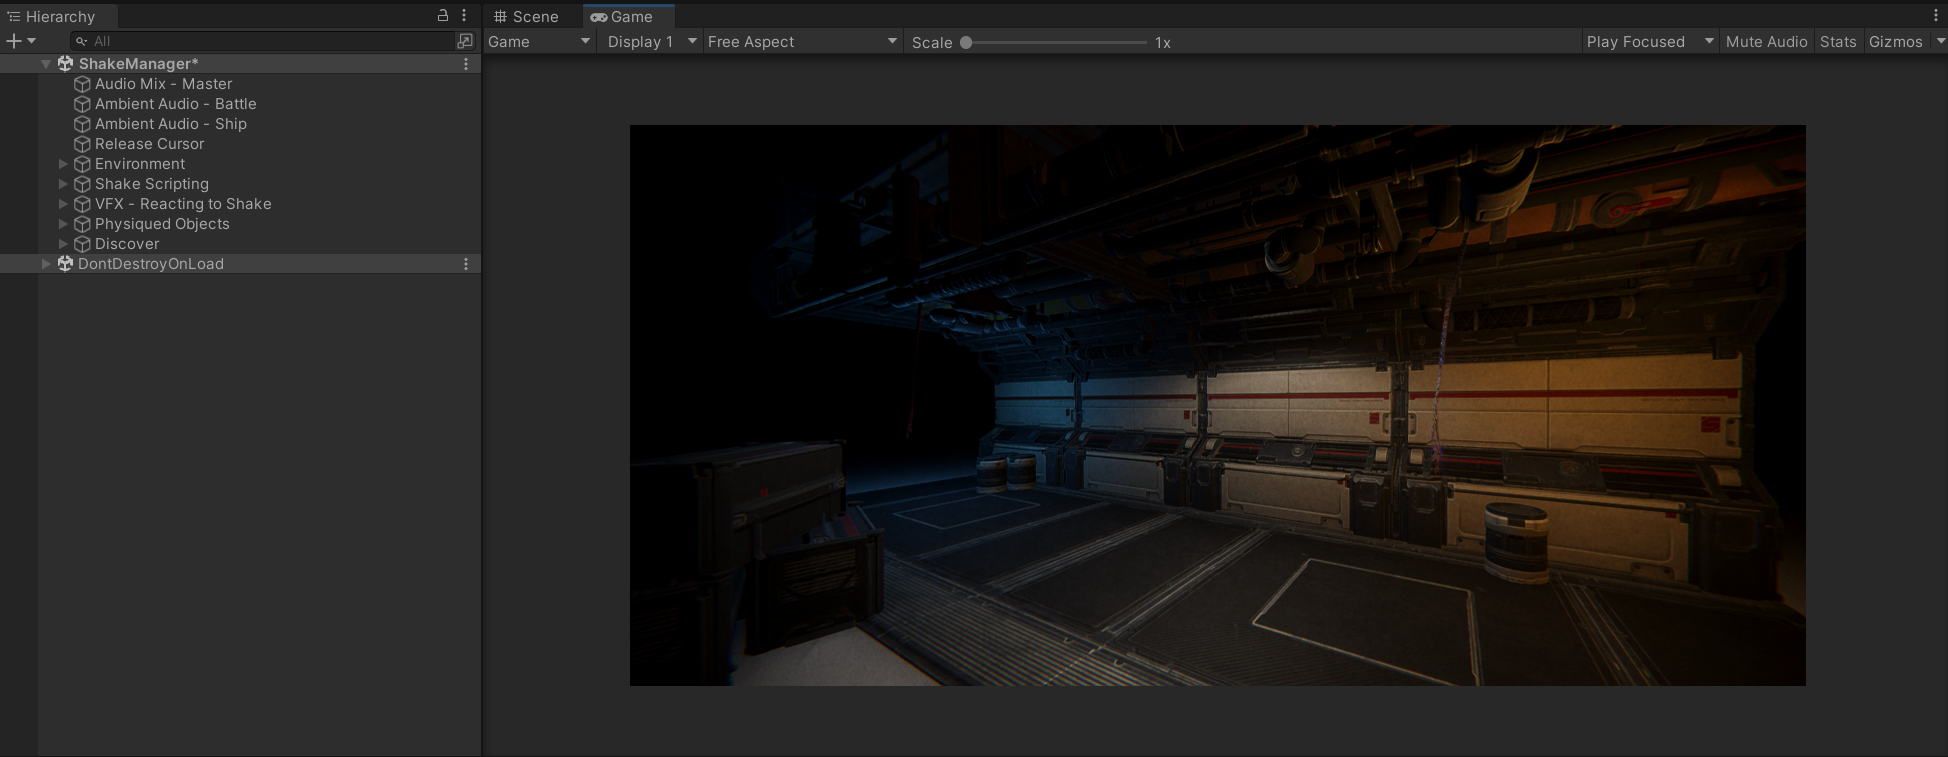 Hierarchy
All
ShakeManager*
Audio Mix - Master
Ambient Audio - Battle
Ambient Audio - Ship
Release Cursor
Environment
Shake Scripting
VFX - Reacting to Shake
Physiqued Objects
Discover
DontDestroyOnLoad
Scene Game
Game Display 1 Free Aspect Scale 1x Play Focused Mute Audio Stats Gizmos